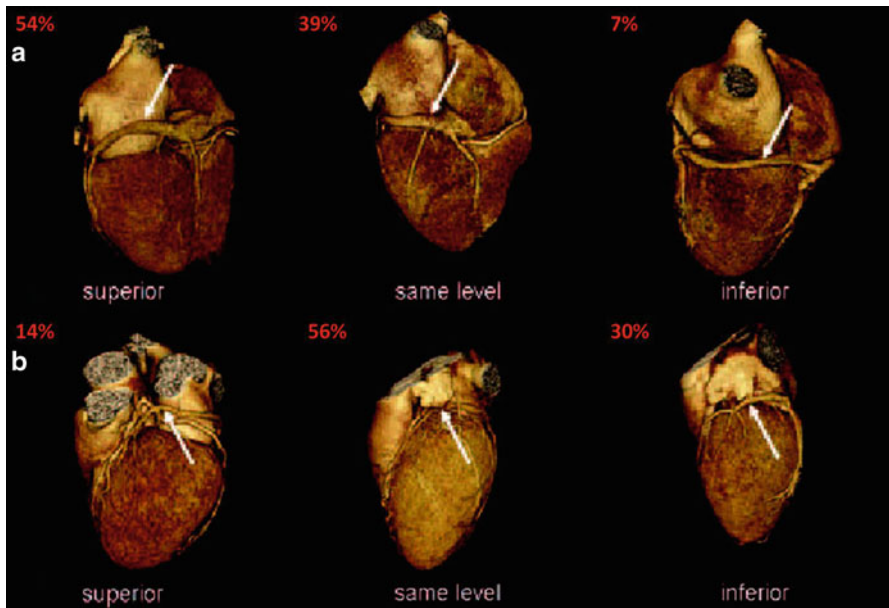 54% 39% 7%
a
superior same level inferior
14% 56% 30%
b
superior same level inferior